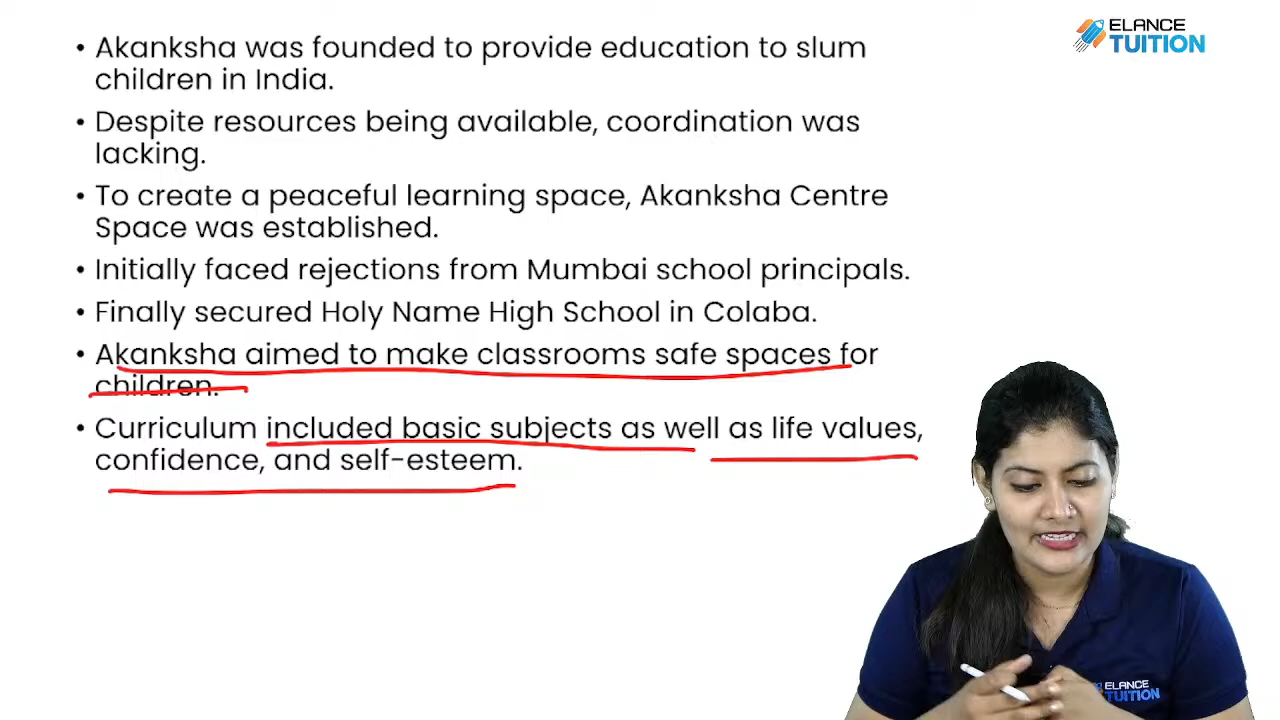 • Akanksha was founded to provide education to slum
children in India.
• Despite resources being available, coordination was
lacking.
• To create a peaceful learning space, Akanksha Centre
Space was established.
• Initially faced rejections from Mumbai school principals.
• Finally secured Holy Name High School in Colaba.
• Akanksha aimed to make classrooms safe spaces for
children.
• Curriculum included basic subjects as well as life values,
confidence, and self-esteem.
ELANCE
TUITION
ELANCE
TUITION